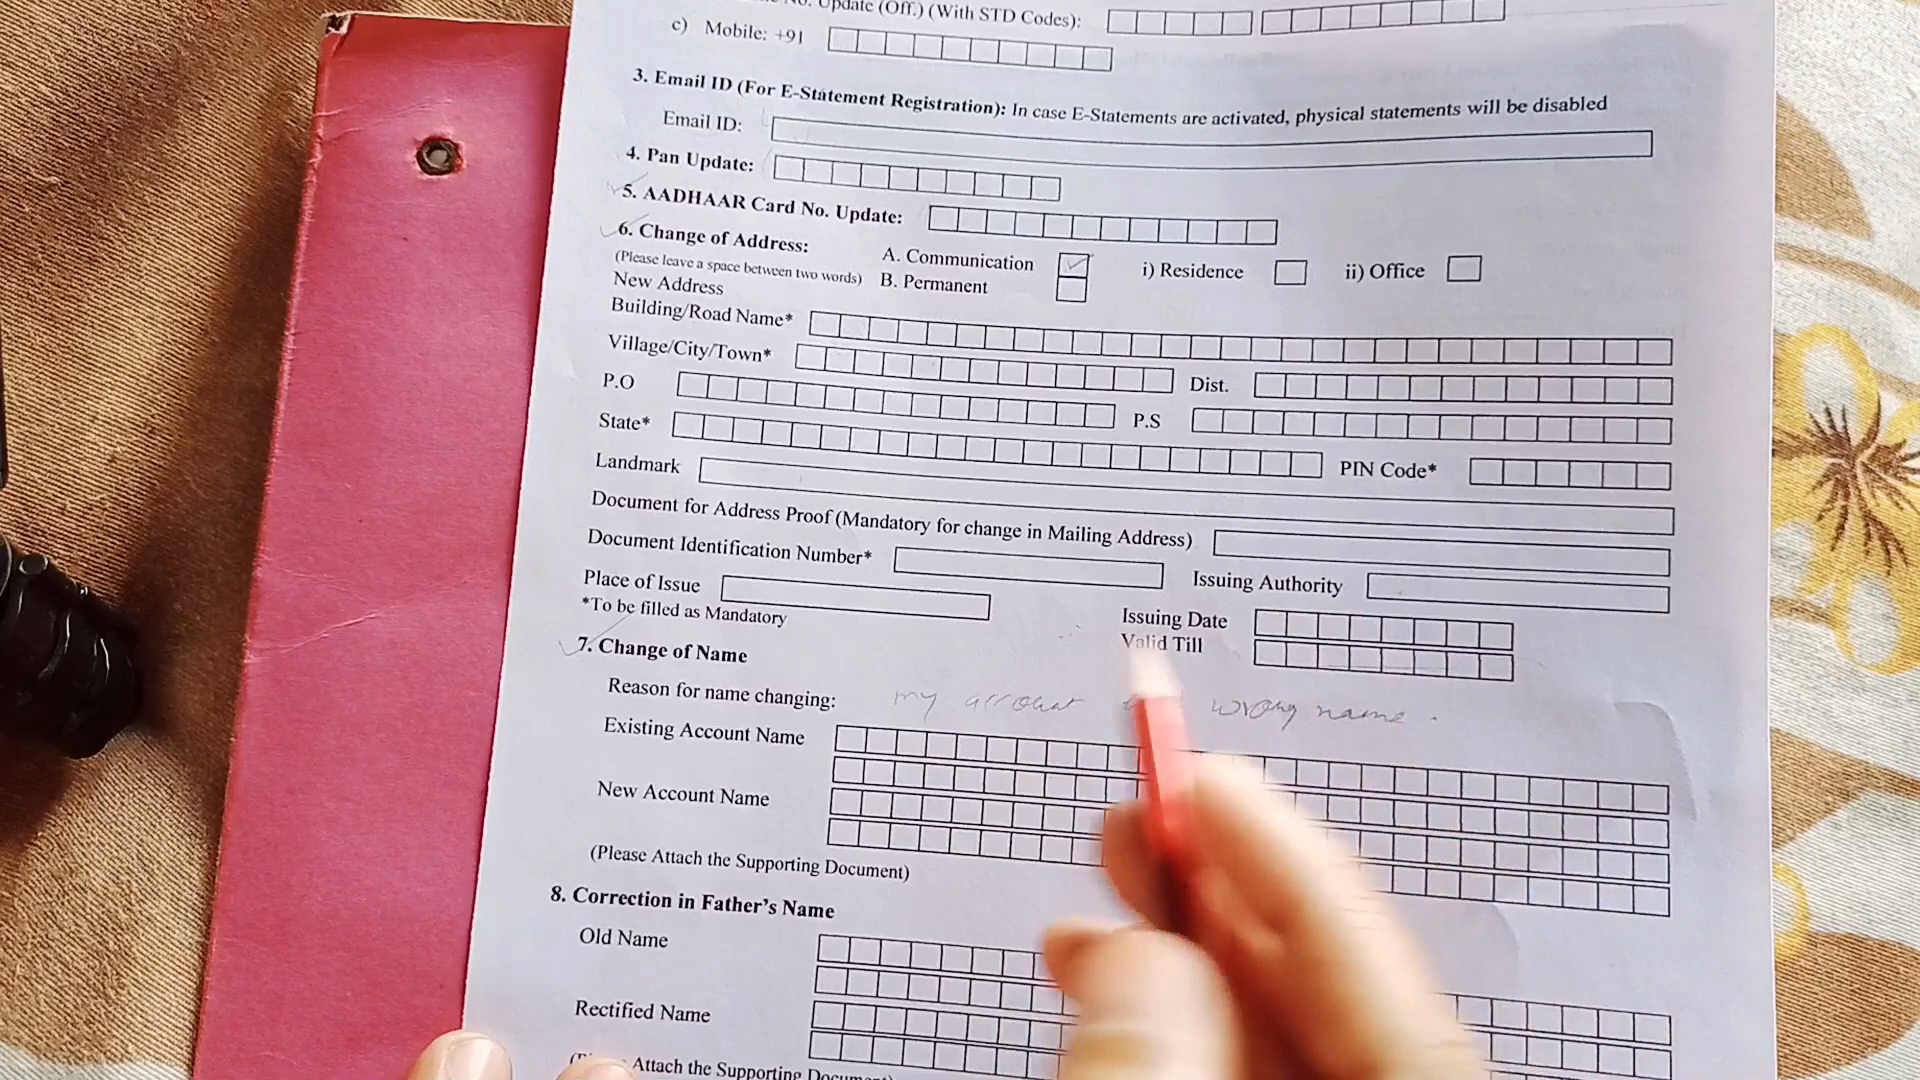 Update (Off.) (With STD Codes):
c) Mobile: +91
3. Email ID (For E-Statement Registration): In case E-Statements are activated, physical statements will be disabled
Email ID:
4. Pan Update:
5. AADHAAR Card No. Update:
6. Change of Address: A. Communication i) Residence ii) Office
(Please leave a space between two words) B. Permanent
New Address
Building/Road Name*
Village/City/Town* Dist.
P.O P.S
State* PIN Code*
Landmark
Document for Address Proof (Mandatory for change in Mailing Address)
Document Identification Number* Issuing Authority
Place of Issue Issuing Date
*To be filled as Mandatory Valid Till
7. Change of Name
Reason for name changing: my account wrong name.
Existing Account Name
New Account Name
(Please Attach the Supporting Document)
8. Correction in Father's Name
Old Name
Rectified Name
Attach the Supporting Document)